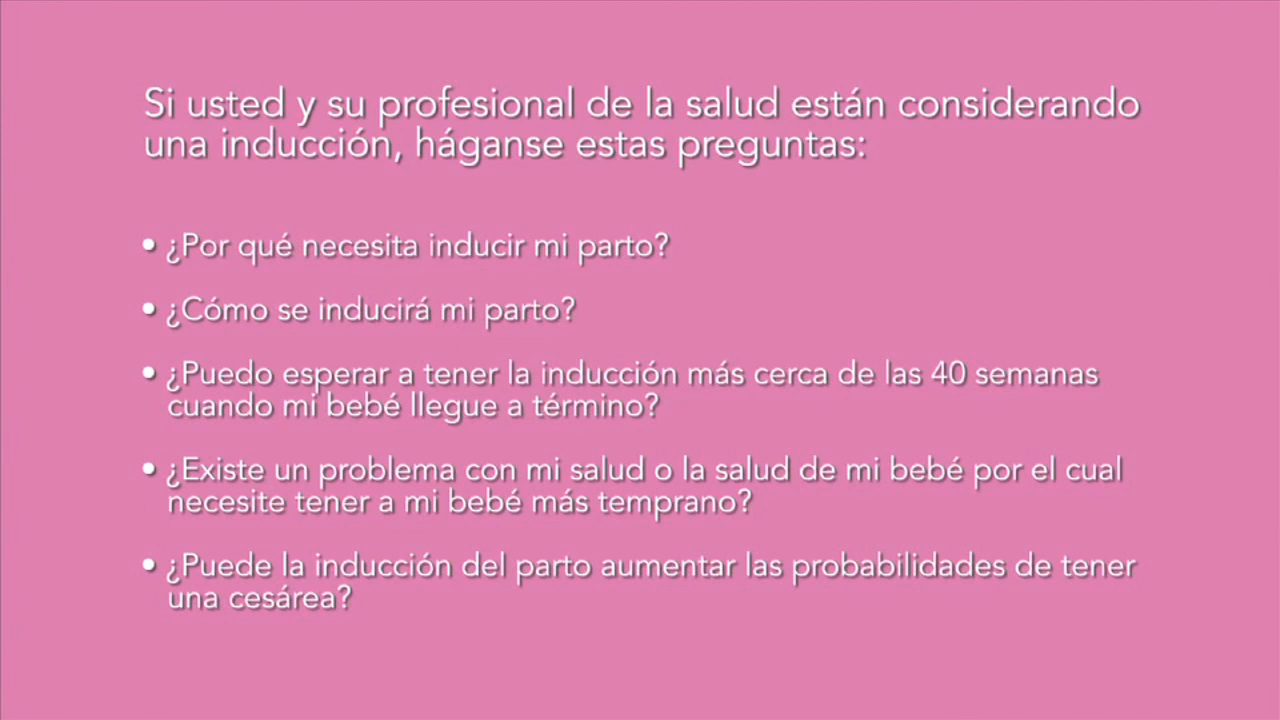 Si usted y su profesional de la salud están considerando
una inducción, háganse estas preguntas:
• ¿Por qué necesita inducir mi parto?
• ¿Cómo se inducirá mi parto?
• ¿Puedo esperar a tener la inducción más cerca de las 40 semanas
cuando mi bebé llegue a término?
• ¿Existe un problema con mi salud o la salud de mi bebé por el cual
necesite tener a mi bebé más temprano?
• ¿Puede la inducción del parto aumentar las probabilidades de tener
una cesárea?